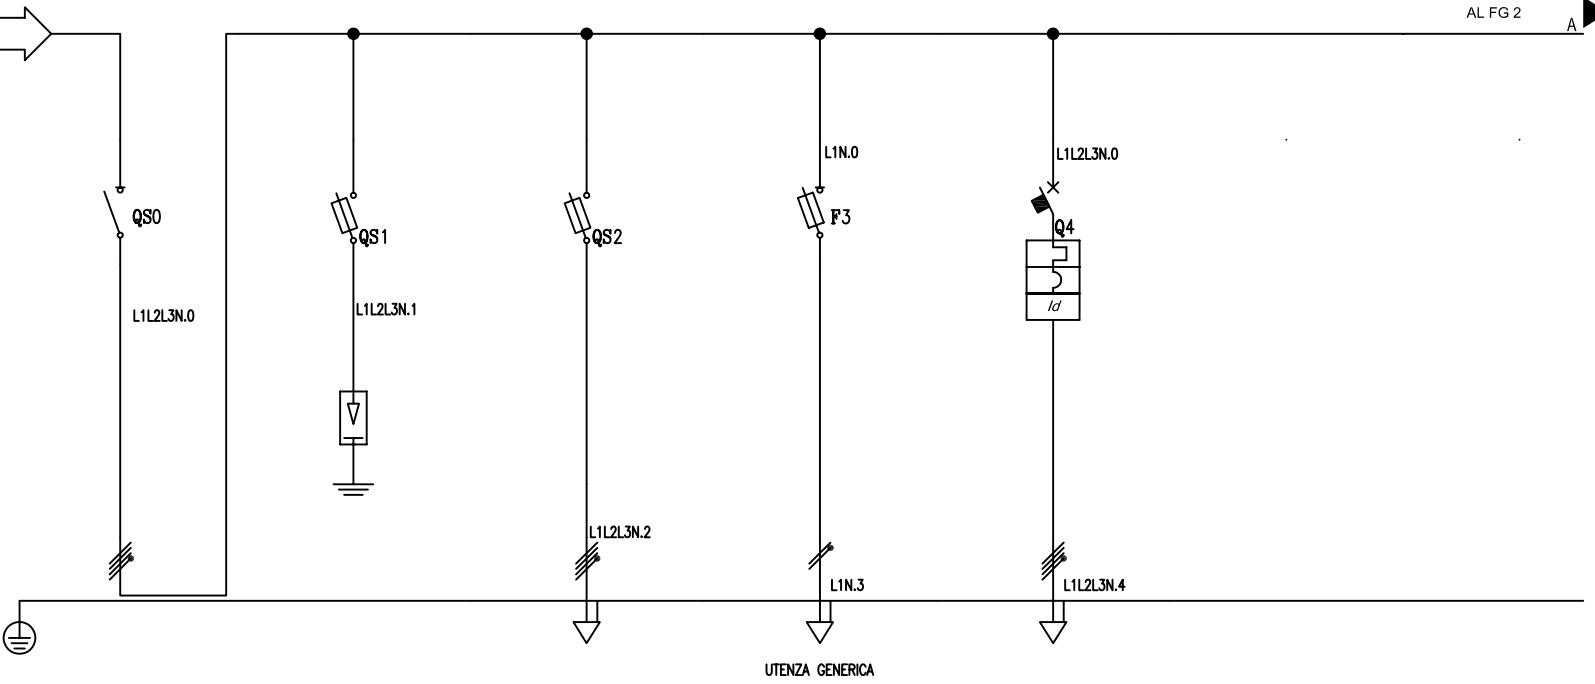 AL FG 2
A
L1N.0
L1L2L3N.0
QS0
F3
Q4
QS1
QS2
Id
L1L2L3N.0
L1L2L3N.1
L1L2L3N.2
L1N.3
L1L2L3N.4
UTENZA GENERICA